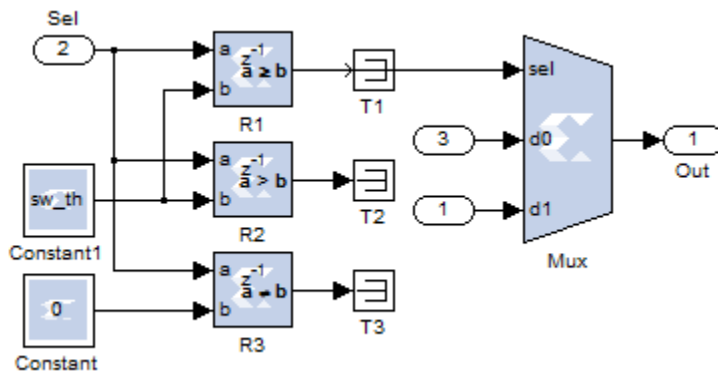 Sel
2
a
b
z⁻¹
a ≥ b
R1
T1
sel
d0
d1
Mux
3
1
1
Out
sw_th
Constant1
a
b
z⁻¹
a > b
R2
T2
0
Constant
a
b
z⁻¹
a ≠ b
R3
T3